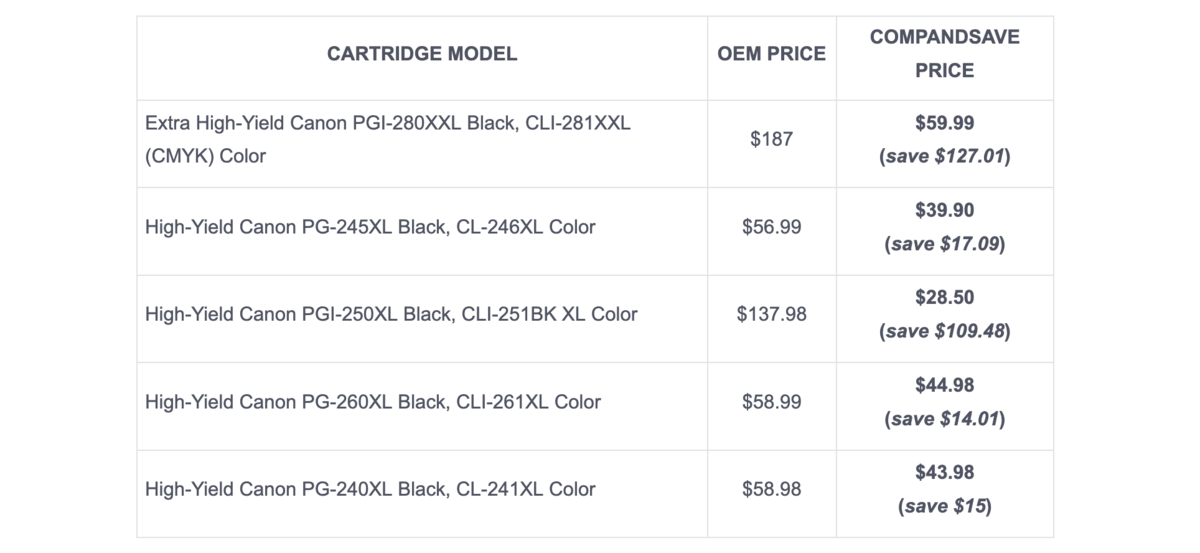 CARTRIDGE MODEL
OEM PRICE
COMPANDSAVE
PRICE
Extra High-Yield Canon PGI-280XXL Black, CLI-281XXL
(CMYK) Color
$187
$59.99
(save $127.01)
High-Yield Canon PG-245XL Black, CL-246XL Color
$56.99
$39.90
(save $17.09)
High-Yield Canon PGI-250XL Black, CLI-251BK XL Color
$137.98
$28.50
(save $109.48)
High-Yield Canon PG-260XL Black, CLI-261XL Color
$58.99
$44.98
(save $14.01)
High-Yield Canon PG-240XL Black, CL-241XL Color
$58.98
$43.98
(save $15)